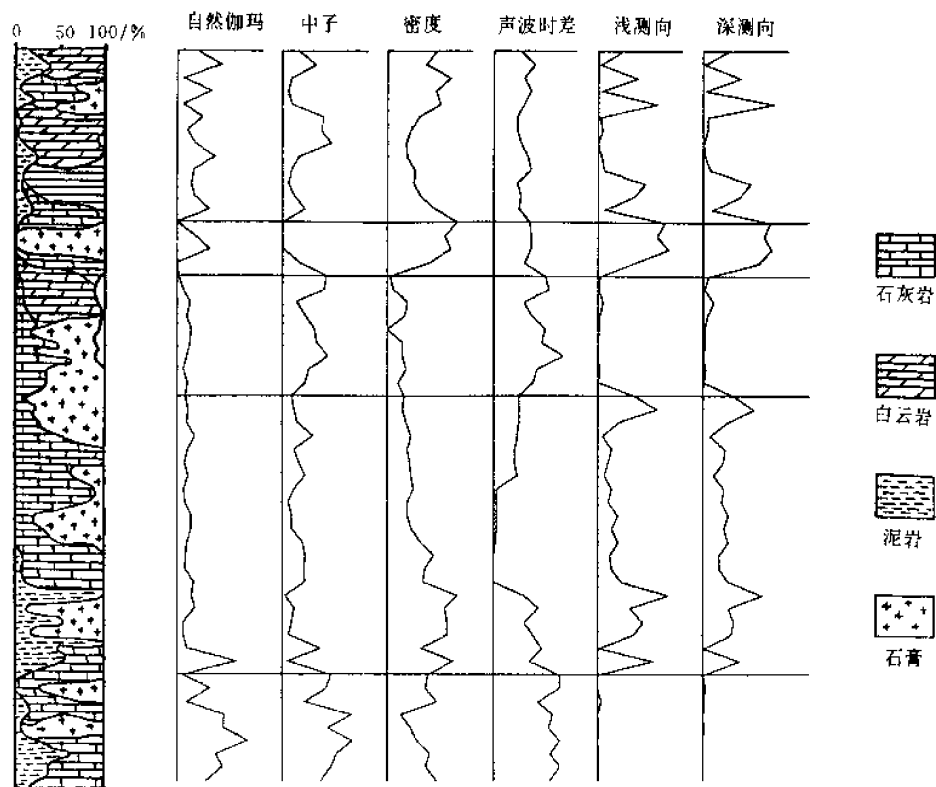 0 50 100/%
自然伽玛
中子
密度
声波时差
浅测向
深测向
石灰岩
白云岩
泥岩
石膏